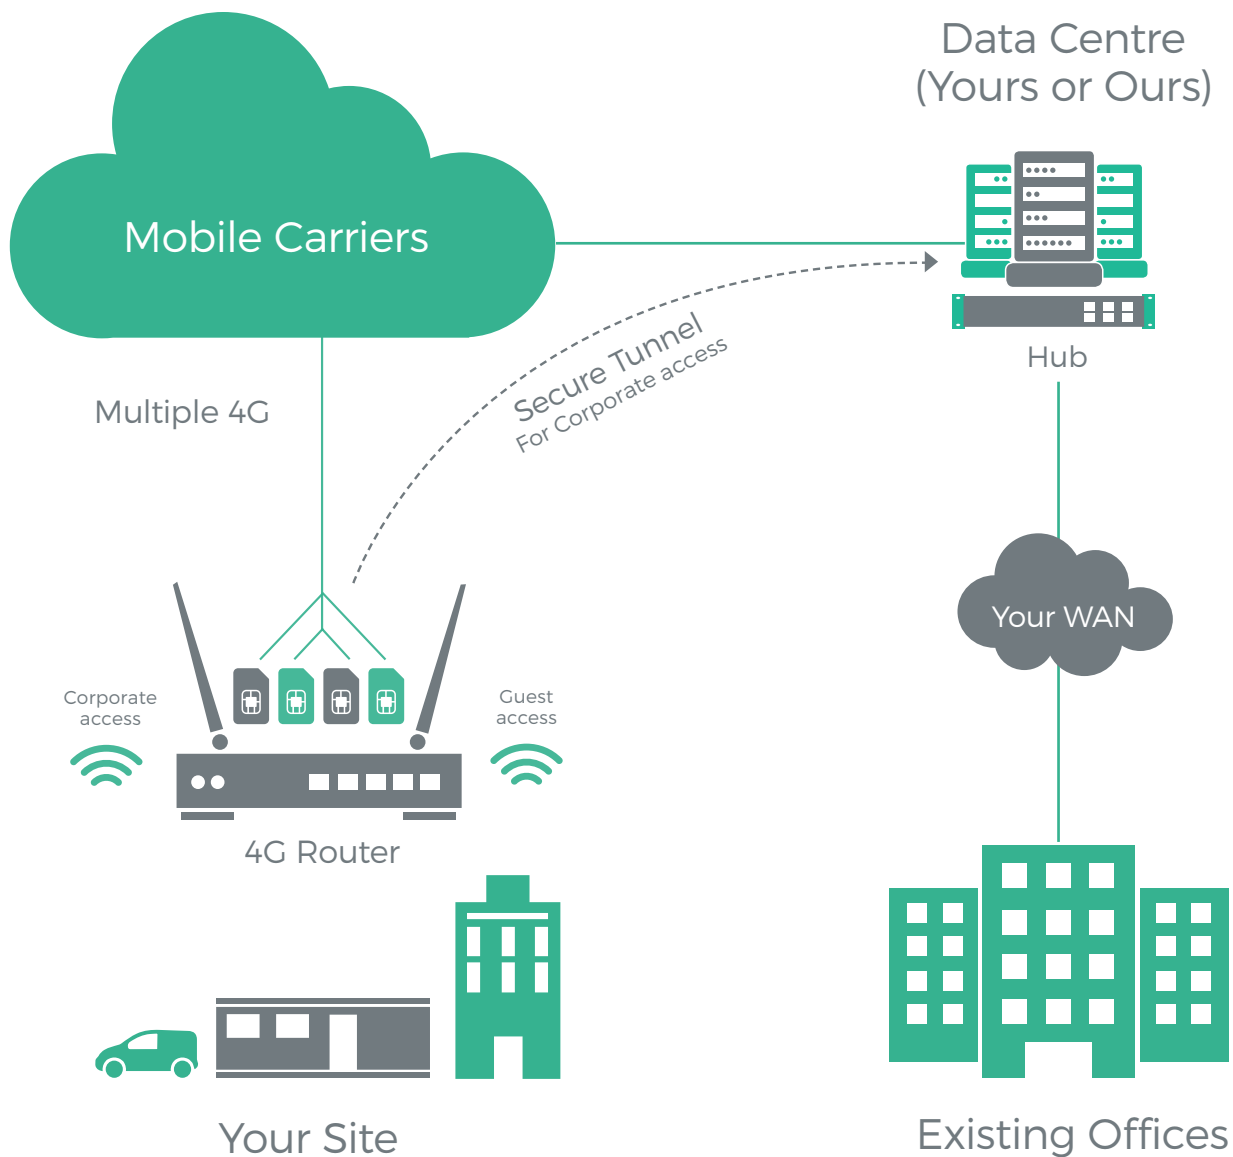 Data Centre
(Yours or Ours)
Mobile Carriers
Hub
Secure Tunnel
For Corporate access
Multiple 4G
Your WAN
Corporate
access
Guest
access
4G Router
Your Site
Existing Offices